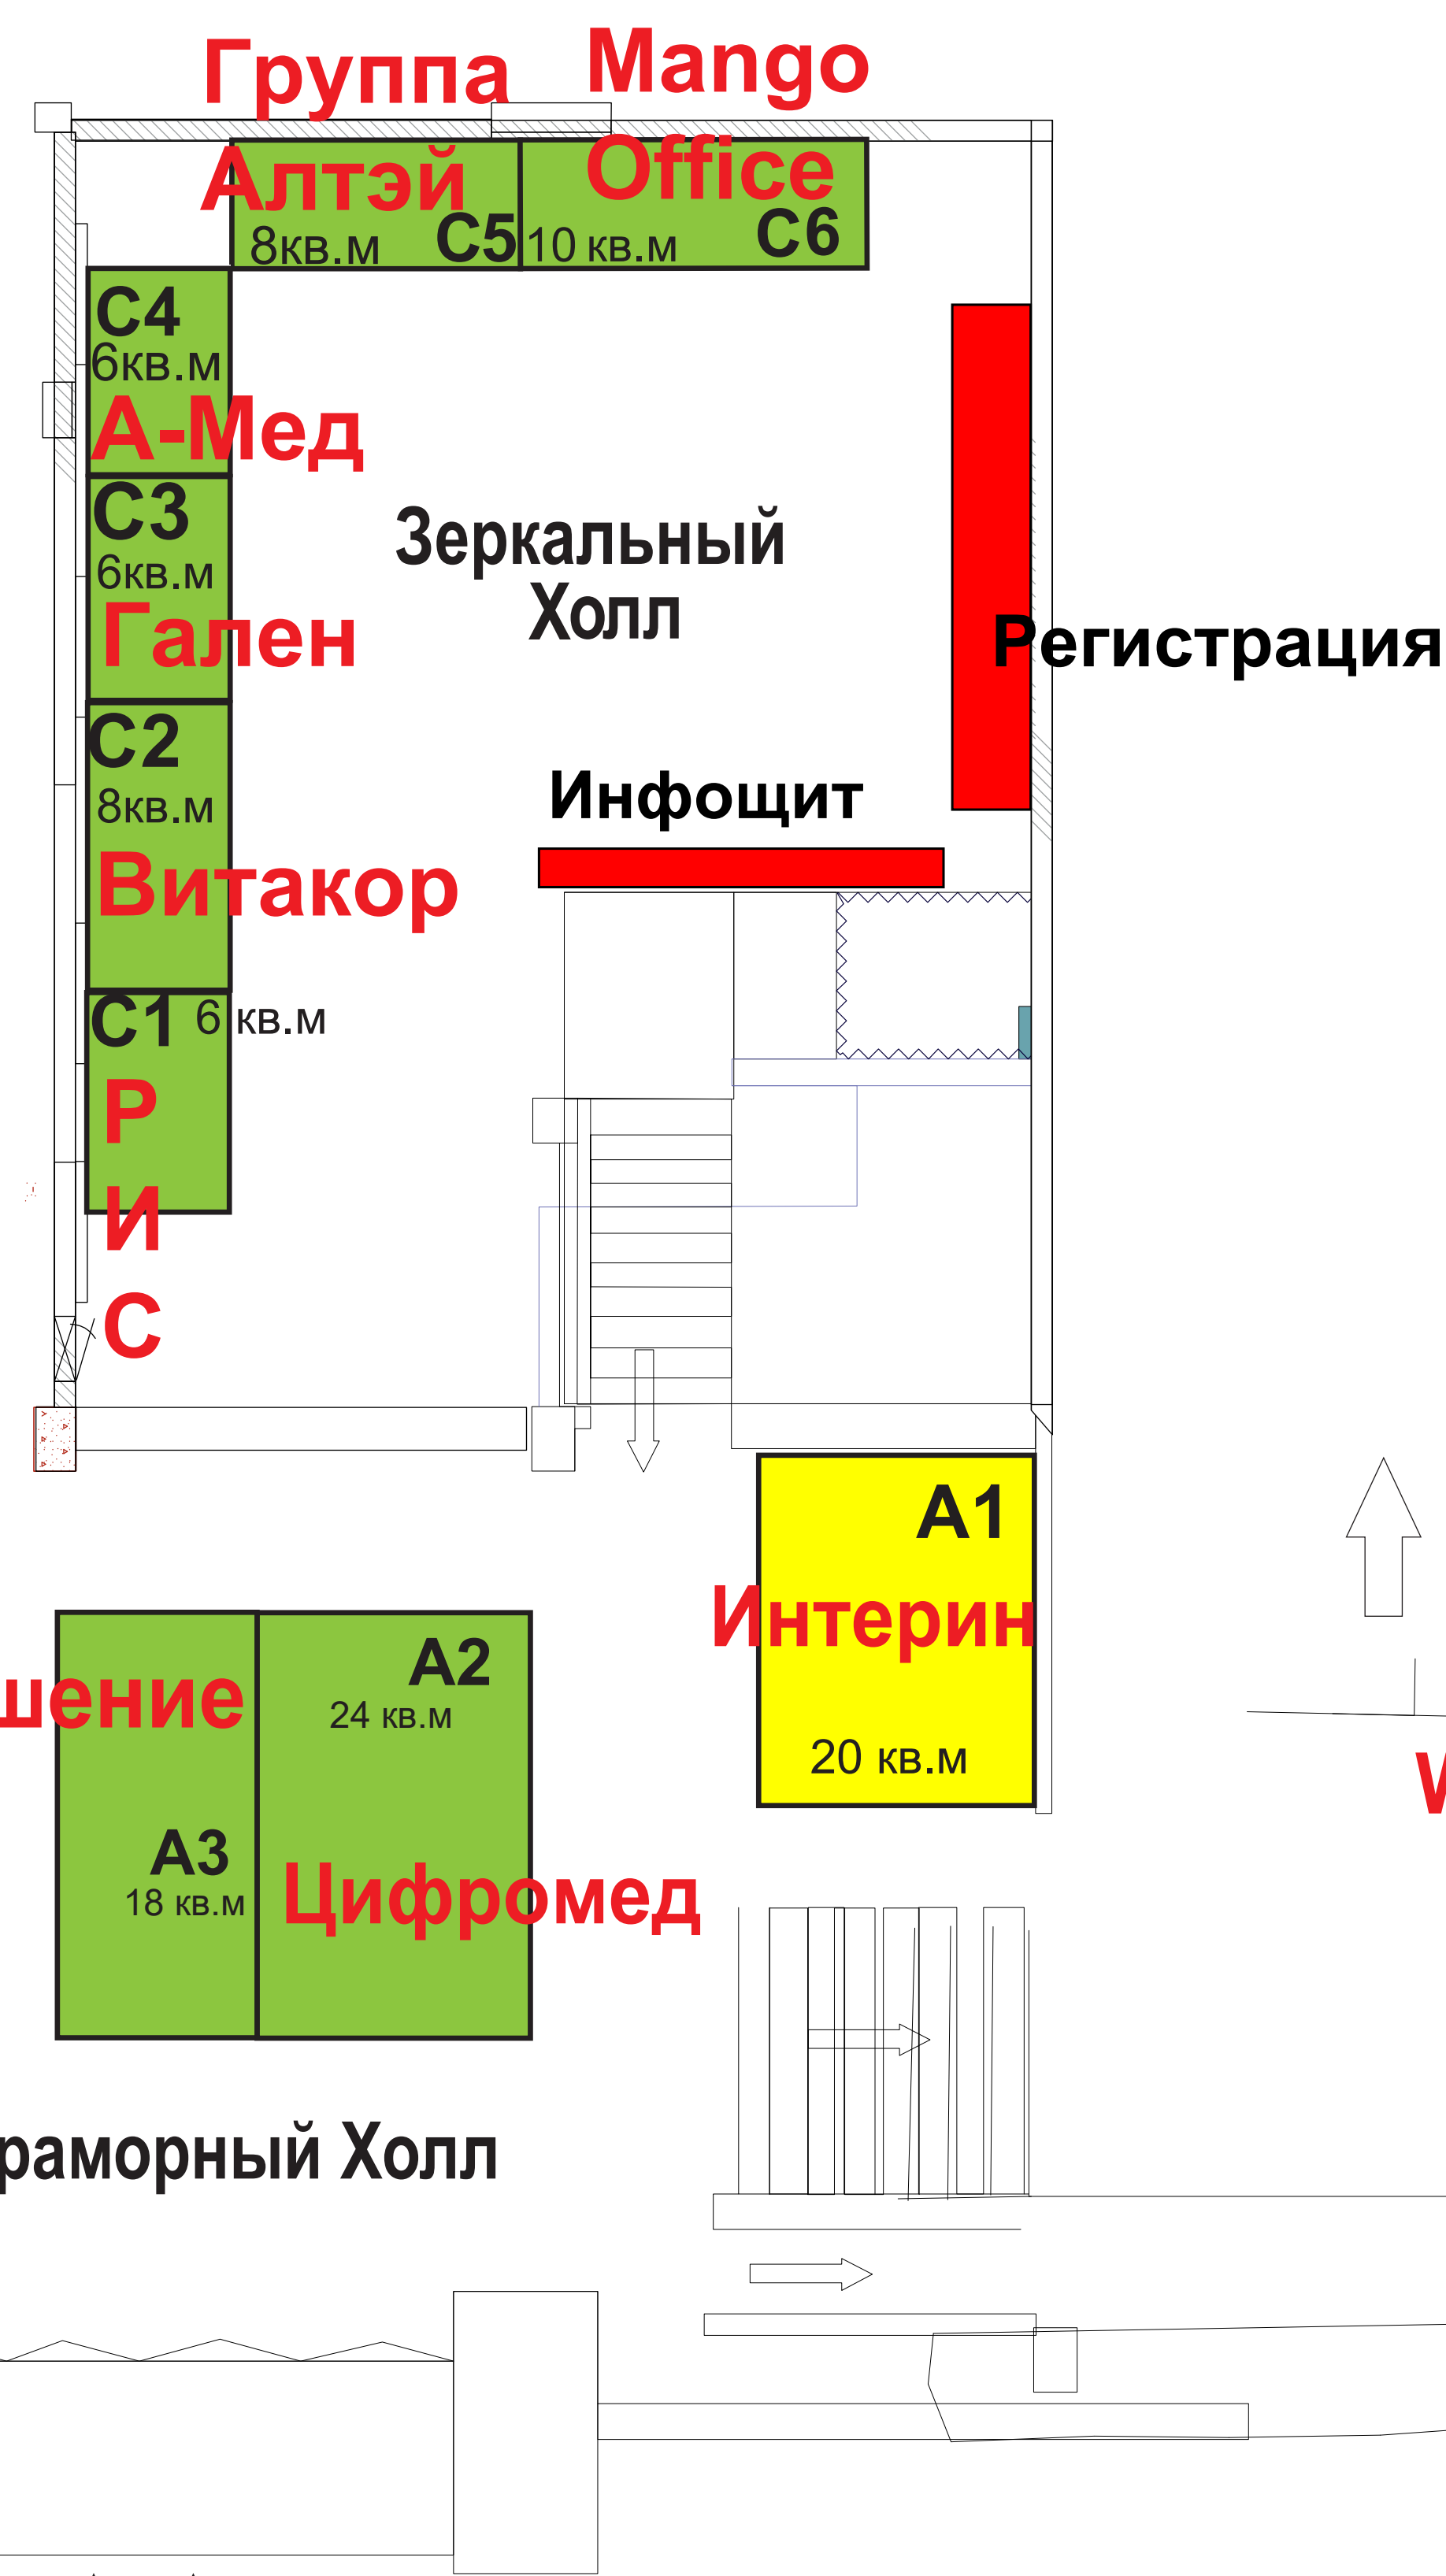 Группа
Алтэй
8кв.м
С5
Mango
Office
10 кв.м
С6
С4
6кв.м
А-Мед
С3
6кв.м
Гален
Зеркальный
Холл
Регистрация
С2
8кв.м
Витакор
Инфощит
С1 6 кв.м
Р
И
С
А1
Интерин
20 кв.м
шение
А2
24 кв.м
А3
18 кв.м
Цифромед
раморный Холл